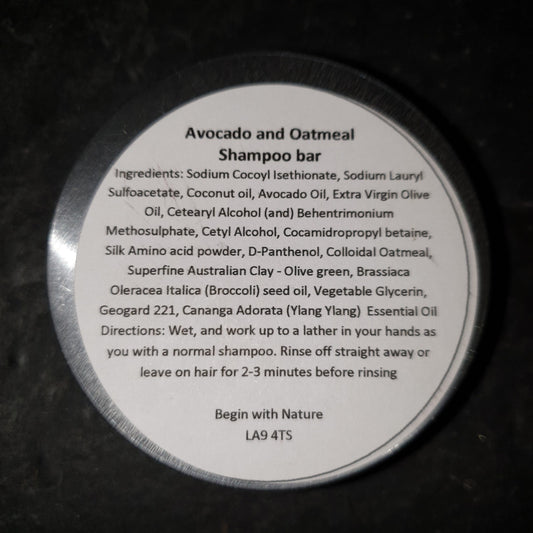 Avocado and Oatmeal
Shampoo bar
Ingredients: Sodium Cocoyl Isethionate, Sodium Lauryl
Sulfoacetate, Coconut oil, Avocado Oil, Extra Virgin Olive
Oil, Cetearyl Alcohol (and) Behentrimonium
Methosulphate, Cetyl Alcohol, Cocamidropropyl betaine,
Silk Amino acid powder, D-Panthenol, Colloidal Oatmeal,
Superfine Australian Clay - Olive green, Brassiaca
Oleracea Italica (Broccoli) seed oil, Vegetable Glycerin,
Geogard 221, Cananga Adorata (Ylang Ylang) Essential Oil
Directions: Wet, and work up to a lather in your hands as
you with a normal shampoo. Rinse off straight away or
leave on hair for 2-3 minutes before rinsing
Begin with Nature
LA9 4TS